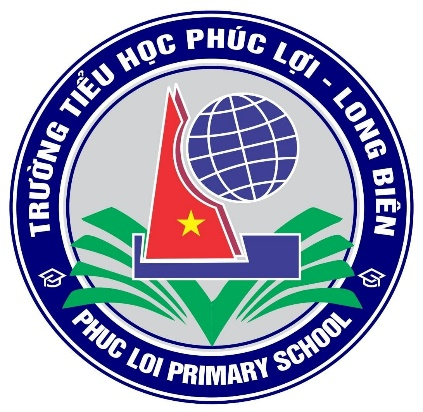 TRƯỜNG TIỂU HỌC PHÚC LỢI - LONG BIÊN
PHUC LOI PRIMARY SCHOOL